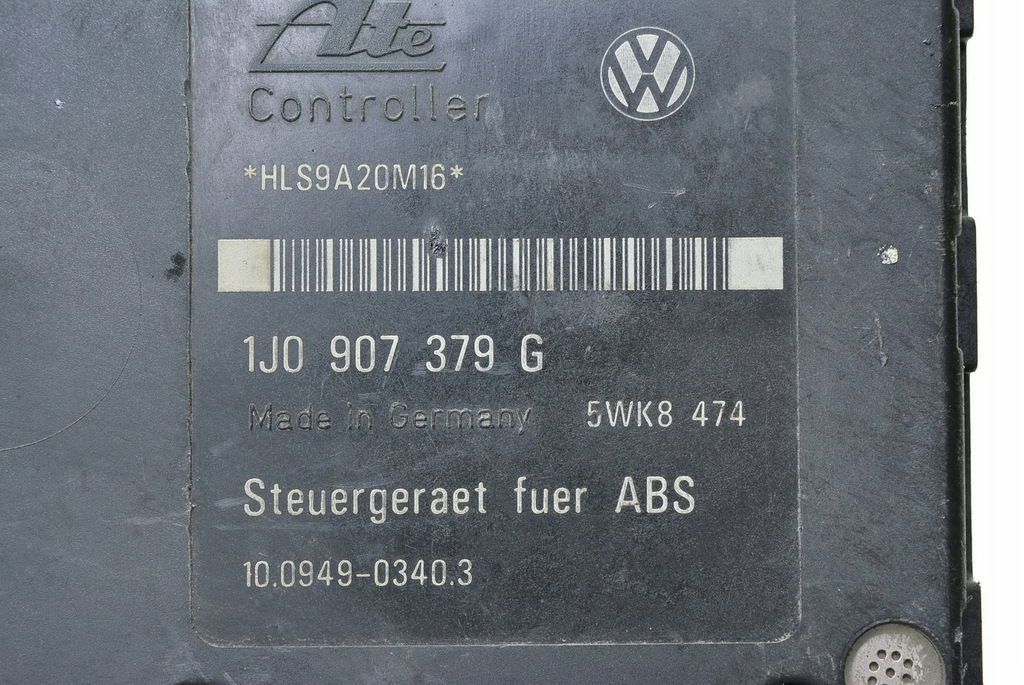 Ate
Controller
*HLS9A20M16*
1J0 907 379 G
Made in Germany 5WK8 474
Steuergeraet fuer ABS
10.0949-0340.3